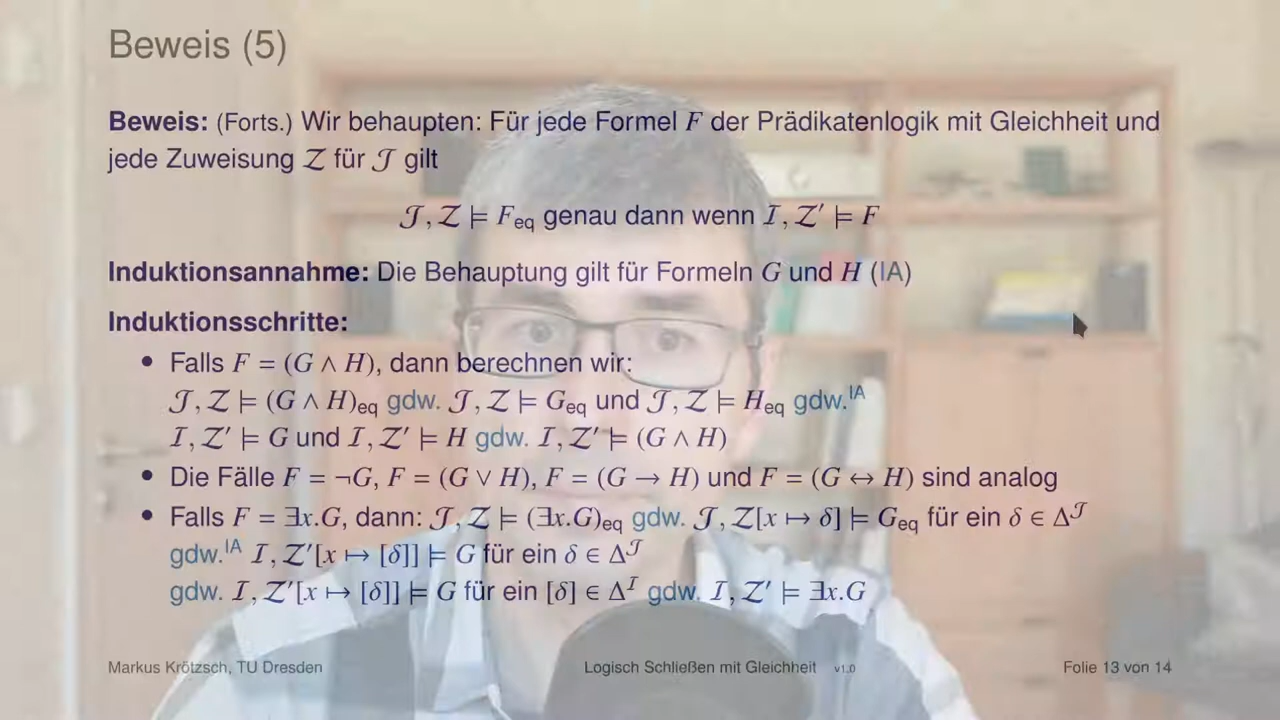 Beweis (5)
Beweis: (Forts.) Wir behaupten: Für jede Formel F der Prädikatenlogik mit Gleichheit und
jede Zuweisung 𝒵 für 𝒥 gilt
𝒥, 𝒵 ⊨ F_eq genau dann wenn ℐ, 𝒵′ ⊨ F
Induktionsannahme: Die Behauptung gilt für Formeln G und H (IA)
Induktionsschritte:
• Falls F = (G ∧ H), dann berechnen wir:
𝒥, 𝒵 ⊨ (G ∧ H)_eq gdw. 𝒥, 𝒵 ⊨ G_eq und 𝒥, 𝒵 ⊨ H_eq gdw.^IA
ℐ, 𝒵′ ⊨ G und ℐ, 𝒵′ ⊨ H gdw. ℐ, 𝒵′ ⊨ (G ∧ H)
• Die Fälle F = ¬G, F = (G ∨ H), F = (G → H) und F = (G ↔ H) sind analog
• Falls F = ∃x.G, dann: 𝒥, 𝒵 ⊨ (∃x.G)_eq gdw. 𝒥, 𝒵[x ↦ δ] ⊨ G_eq für ein δ ∈ Δ^𝒥
gdw.^IA ℐ, 𝒵′[x ↦ [δ]] ⊨ G für ein δ ∈ Δ^𝒥
gdw. ℐ, 𝒵′[x ↦ [δ]] ⊨ G für ein [δ] ∈ Δ^ℐ gdw. ℐ, 𝒵′ ⊨ ∃x.G
Markus Krötzsch, TU Dresden Logisch Schließen mit Gleichheit v1.0 Folie 13 von 14